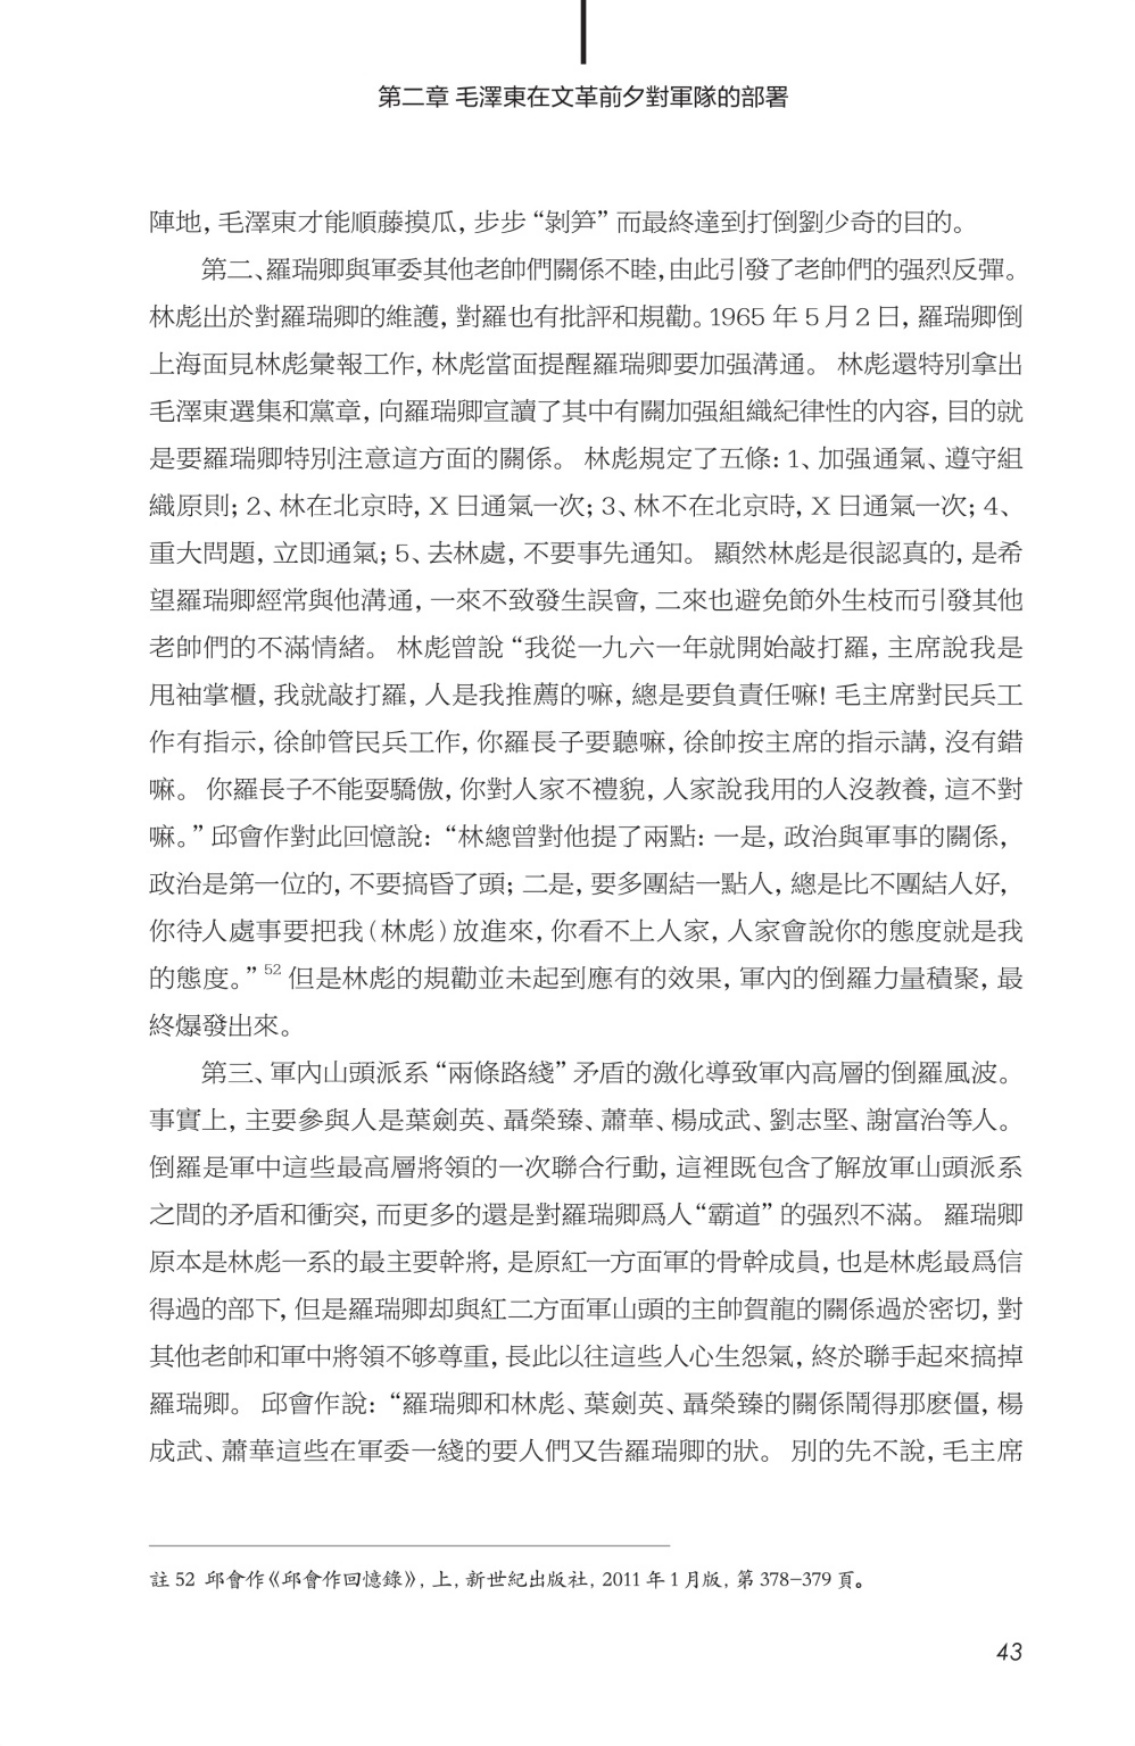 第二章 毛澤東在文革前夕對軍隊的部署
陣地，毛澤東才能順藤摸瓜，步步“剝笋”而最終達到打倒劉少奇的目的。
第二、羅瑞卿與軍委其他老帥們關係不睦，由此引發了老帥們的强烈反彈。
林彪出於對羅瑞卿的維護，對羅也有批評和規勸。1965 年 5 月 2 日，羅瑞卿倒
上海面見林彪彙報工作，林彪當面提醒羅瑞卿要加强溝通。 林彪還特別拿出
毛澤東選集和黨章，向羅瑞卿宣讀了其中有關加强組織紀律性的內容，目的就
是要羅瑞卿特別注意這方面的關係。 林彪規定了五條：1、加强通氣、遵守組
織原則；2、林在北京時，X 日通氣一次；3、林不在北京時，X 日通氣一次；4、
重大問題，立即通氣；5、去林處，不要事先通知。 顯然林彪是很認真的，是希
望羅瑞卿經常與他溝通，一來不致發生誤會，二來也避免節外生枝而引發其他
老帥們的不滿情緒。 林彪曾說“我從一九六一年就開始敲打羅，主席說我是
甩袖掌櫃，我就敲打羅，人是我推薦的嘛，總是要負責任嘛！毛主席對民兵工
作有指示，徐帥管民兵工作，你羅長子要聽嘛，徐帥按主席的指示講，沒有錯
嘛。 你羅長子不能耍驕傲，你對人家不禮貌，人家說我用的人沒教養，這不對
嘛。”邱會作對此回憶說：“林總曾對他提了兩點：一是，政治與軍事的關係，
政治是第一位的，不要搞昏了頭；二是，要多團結一點人，總是比不團結人好，
你待人處事要把我（林彪）放進來，你看不上人家，人家會說你的態度就是我
的態度。”52 但是林彪的規勸並未起到應有的效果，軍內的倒羅力量積聚，最
終爆發出來。
第三、軍內山頭派系“兩條路綫”矛盾的激化導致軍內高層的倒羅風波。
事實上，主要參與人是葉劍英、聶榮臻、蕭華、楊成武、劉志堅、謝富治等人。
倒羅是軍中這些最高層將領的一次聯合行動，這裡既包含了解放軍山頭派系
之間的矛盾和衝突，而更多的還是對羅瑞卿爲人“霸道”的强烈不滿。 羅瑞卿
原本是林彪一系的最主要幹將，是原紅一方面軍的骨幹成員，也是林彪最爲信
得過的部下，但是羅瑞卿却與紅二方面軍山頭的主帥賀龍的關係過於密切，對
其他老帥和軍中將領不够尊重，長此以往這些人心生怨氣，終於聯手起來搞掉
羅瑞卿。 邱會作說：“羅瑞卿和林彪、葉劍英、聶榮臻的關係鬧得那麽僵，楊
成武、蕭華這些在軍委一綫的要人們又告羅瑞卿的狀。 別的先不說，毛主席
註 52 邱會作《邱會作回憶錄》，上，新世紀出版社，2011 年 1 月版，第 378–379 頁。
43